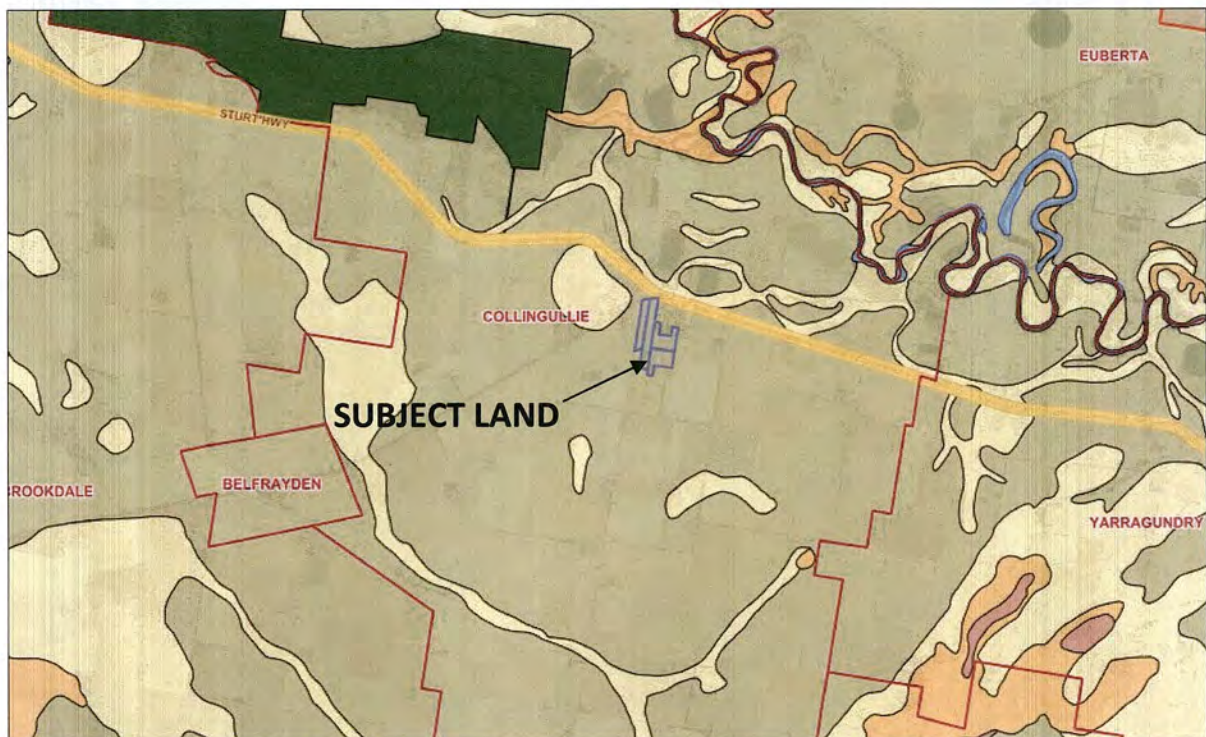 EUBERTA
STURT HWY
COLLINGULLIE
SUBJECT LAND
BELFRAYDEN
BROOKDALE
YARRAGUNDRY